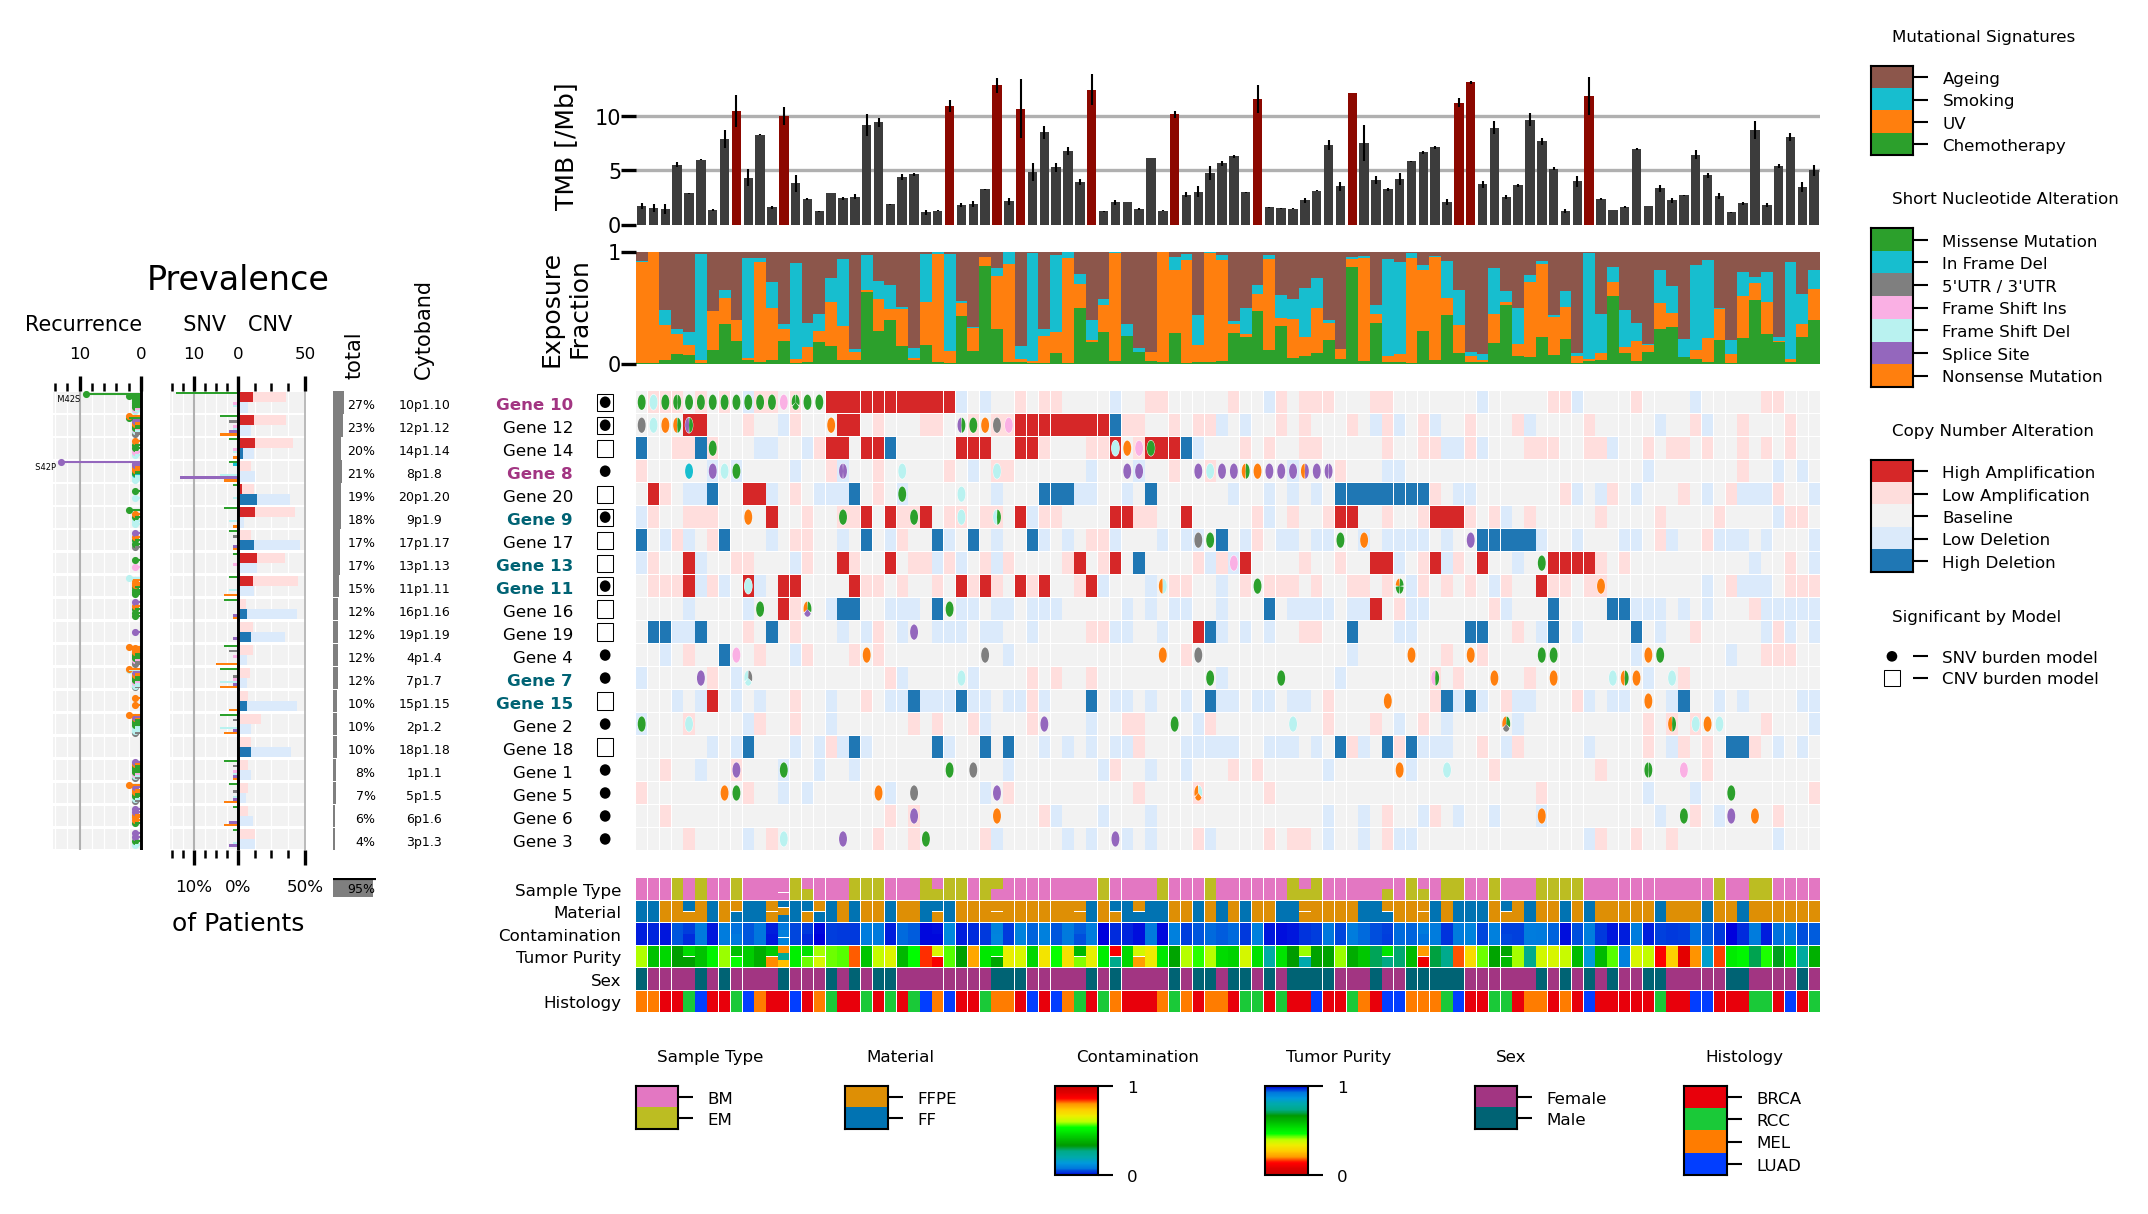 Mutational Signatures
Ageing
Smoking
UV
Chemotherapy
TMB [/Mb]
10
5
0
Short Nucleotide Alteration
Missense Mutation
In Frame Del
5'UTR / 3'UTR
Frame Shift Ins
Frame Shift Del
Splice Site
Nonsense Mutation
Exposure
Fraction
1
0
Prevalence
Recurrence
SNV
CNV
10
0
10
0
50
total
Cytoband
Copy Number Alteration
High Amplification
Low Amplification
Baseline
Low Deletion
High Deletion
Significant by Model
SNV burden model
CNV burden model
M42S
S42P
27% 10p1.10 Gene 10
23% 12p1.12 Gene 12
20% 14p1.14 Gene 14
21% 8p1.8 Gene 8
19% 20p1.20 Gene 20
18% 9p1.9 Gene 9
17% 17p1.17 Gene 17
17% 13p1.13 Gene 13
15% 11p1.11 Gene 11
12% 16p1.16 Gene 16
12% 19p1.19 Gene 19
12% 4p1.4 Gene 4
12% 7p1.7 Gene 7
10% 15p1.15 Gene 15
10% 2p1.2 Gene 2
10% 18p1.18 Gene 18
8% 1p1.1 Gene 1
7% 5p1.5 Gene 5
6% 6p1.6 Gene 6
4% 3p1.3 Gene 3
10% 0% 50%
95%
of Patients
Sample Type
Material
Contamination
Tumor Purity
Sex
Histology
Sample Type
BM
EM
Material
FFPE
FF
Contamination
1
0
Tumor Purity
1
0
Sex
Female
Male
Histology
BRCA
RCC
MEL
LUAD